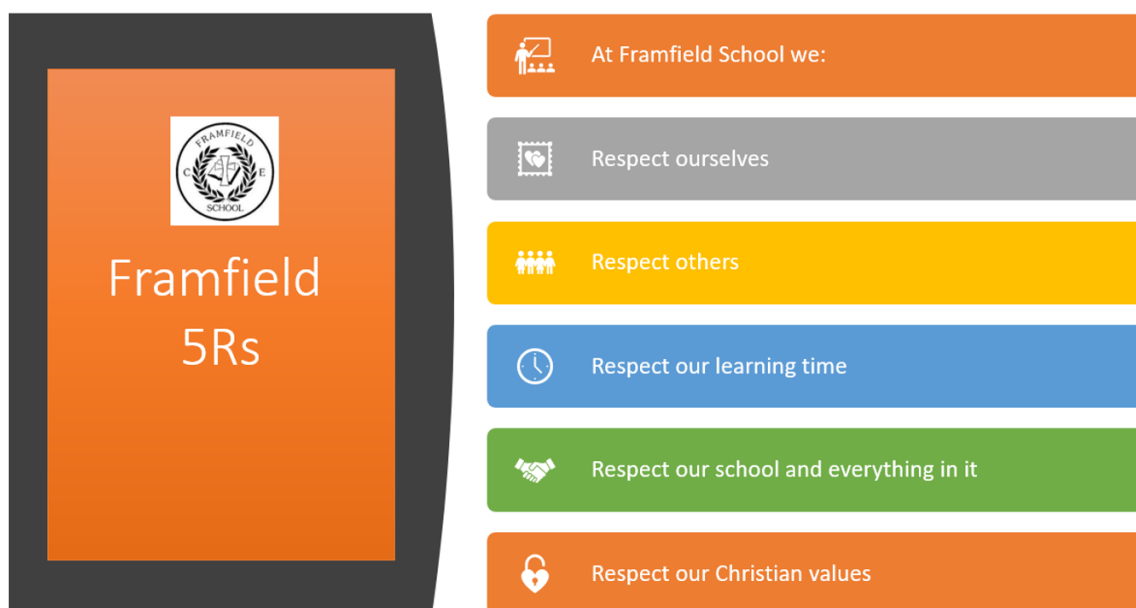 FRAMFIELD
C E
SCHOOL
Framfield
5Rs
At Framfield School we:
Respect ourselves
Respect others
Respect our learning time
Respect our school and everything in it
Respect our Christian values